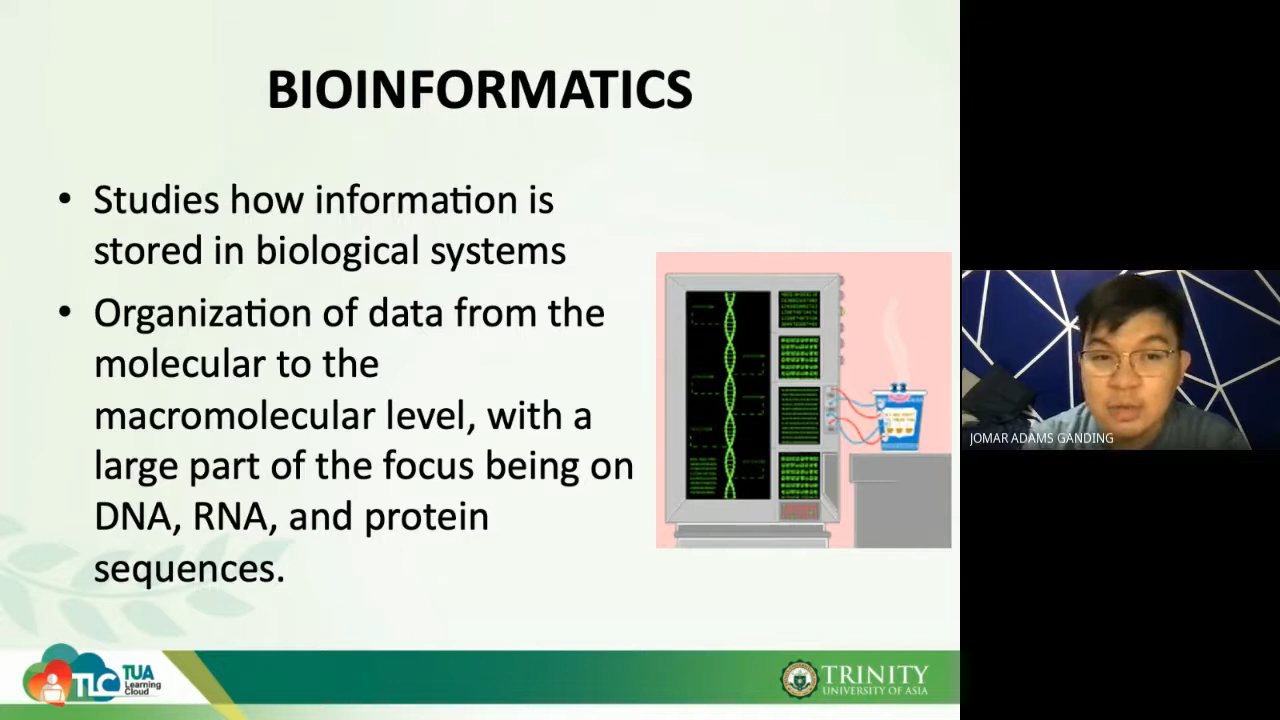 BIOINFORMATICS
• Studies how information is
stored in biological systems
• Organization of data from the
molecular to the
macromolecular level, with a
large part of the focus being on
DNA, RNA, and protein
sequences.
JOMAR ADAMS GANDING
TLC
TUA
Learning
Cloud
TRINITY
UNIVERSITY OF ASIA